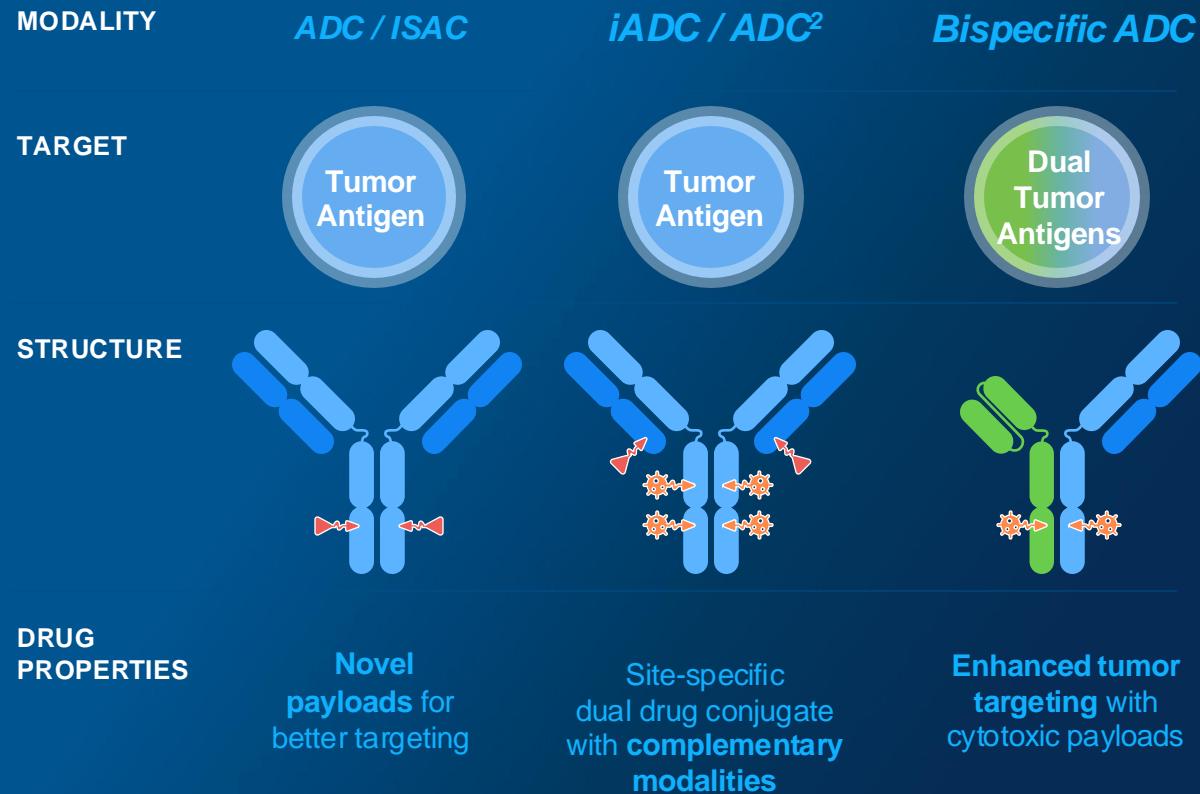 MODALITY
ADC / ISAC
iADC / ADC²
Bispecific ADC
TARGET
Tumor
Antigen
Tumor
Antigen
Dual
Tumor
Antigens
STRUCTURE
DRUG
PROPERTIES
Novel
payloads for
better targeting
Site-specific
dual drug conjugate
with complementary
modalities
Enhanced tumor
targeting with
cytotoxic payloads